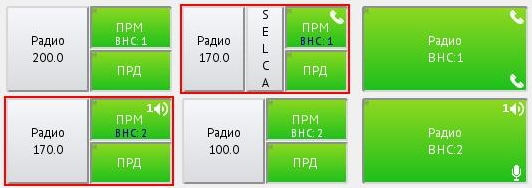 Радио
200.0
ПРМ
ВНС: 1
ПРД
Радио
170.0
S
E
L
C
A
ПРМ
ВНС: 1
ПРД
Радио
ВНС:1
Радио
170.0
1
ПРМ
ВНС: 2
ПРД
Радио
100.0
ПРМ
ВНС: 2
ПРД
1
Радио
ВНС:2